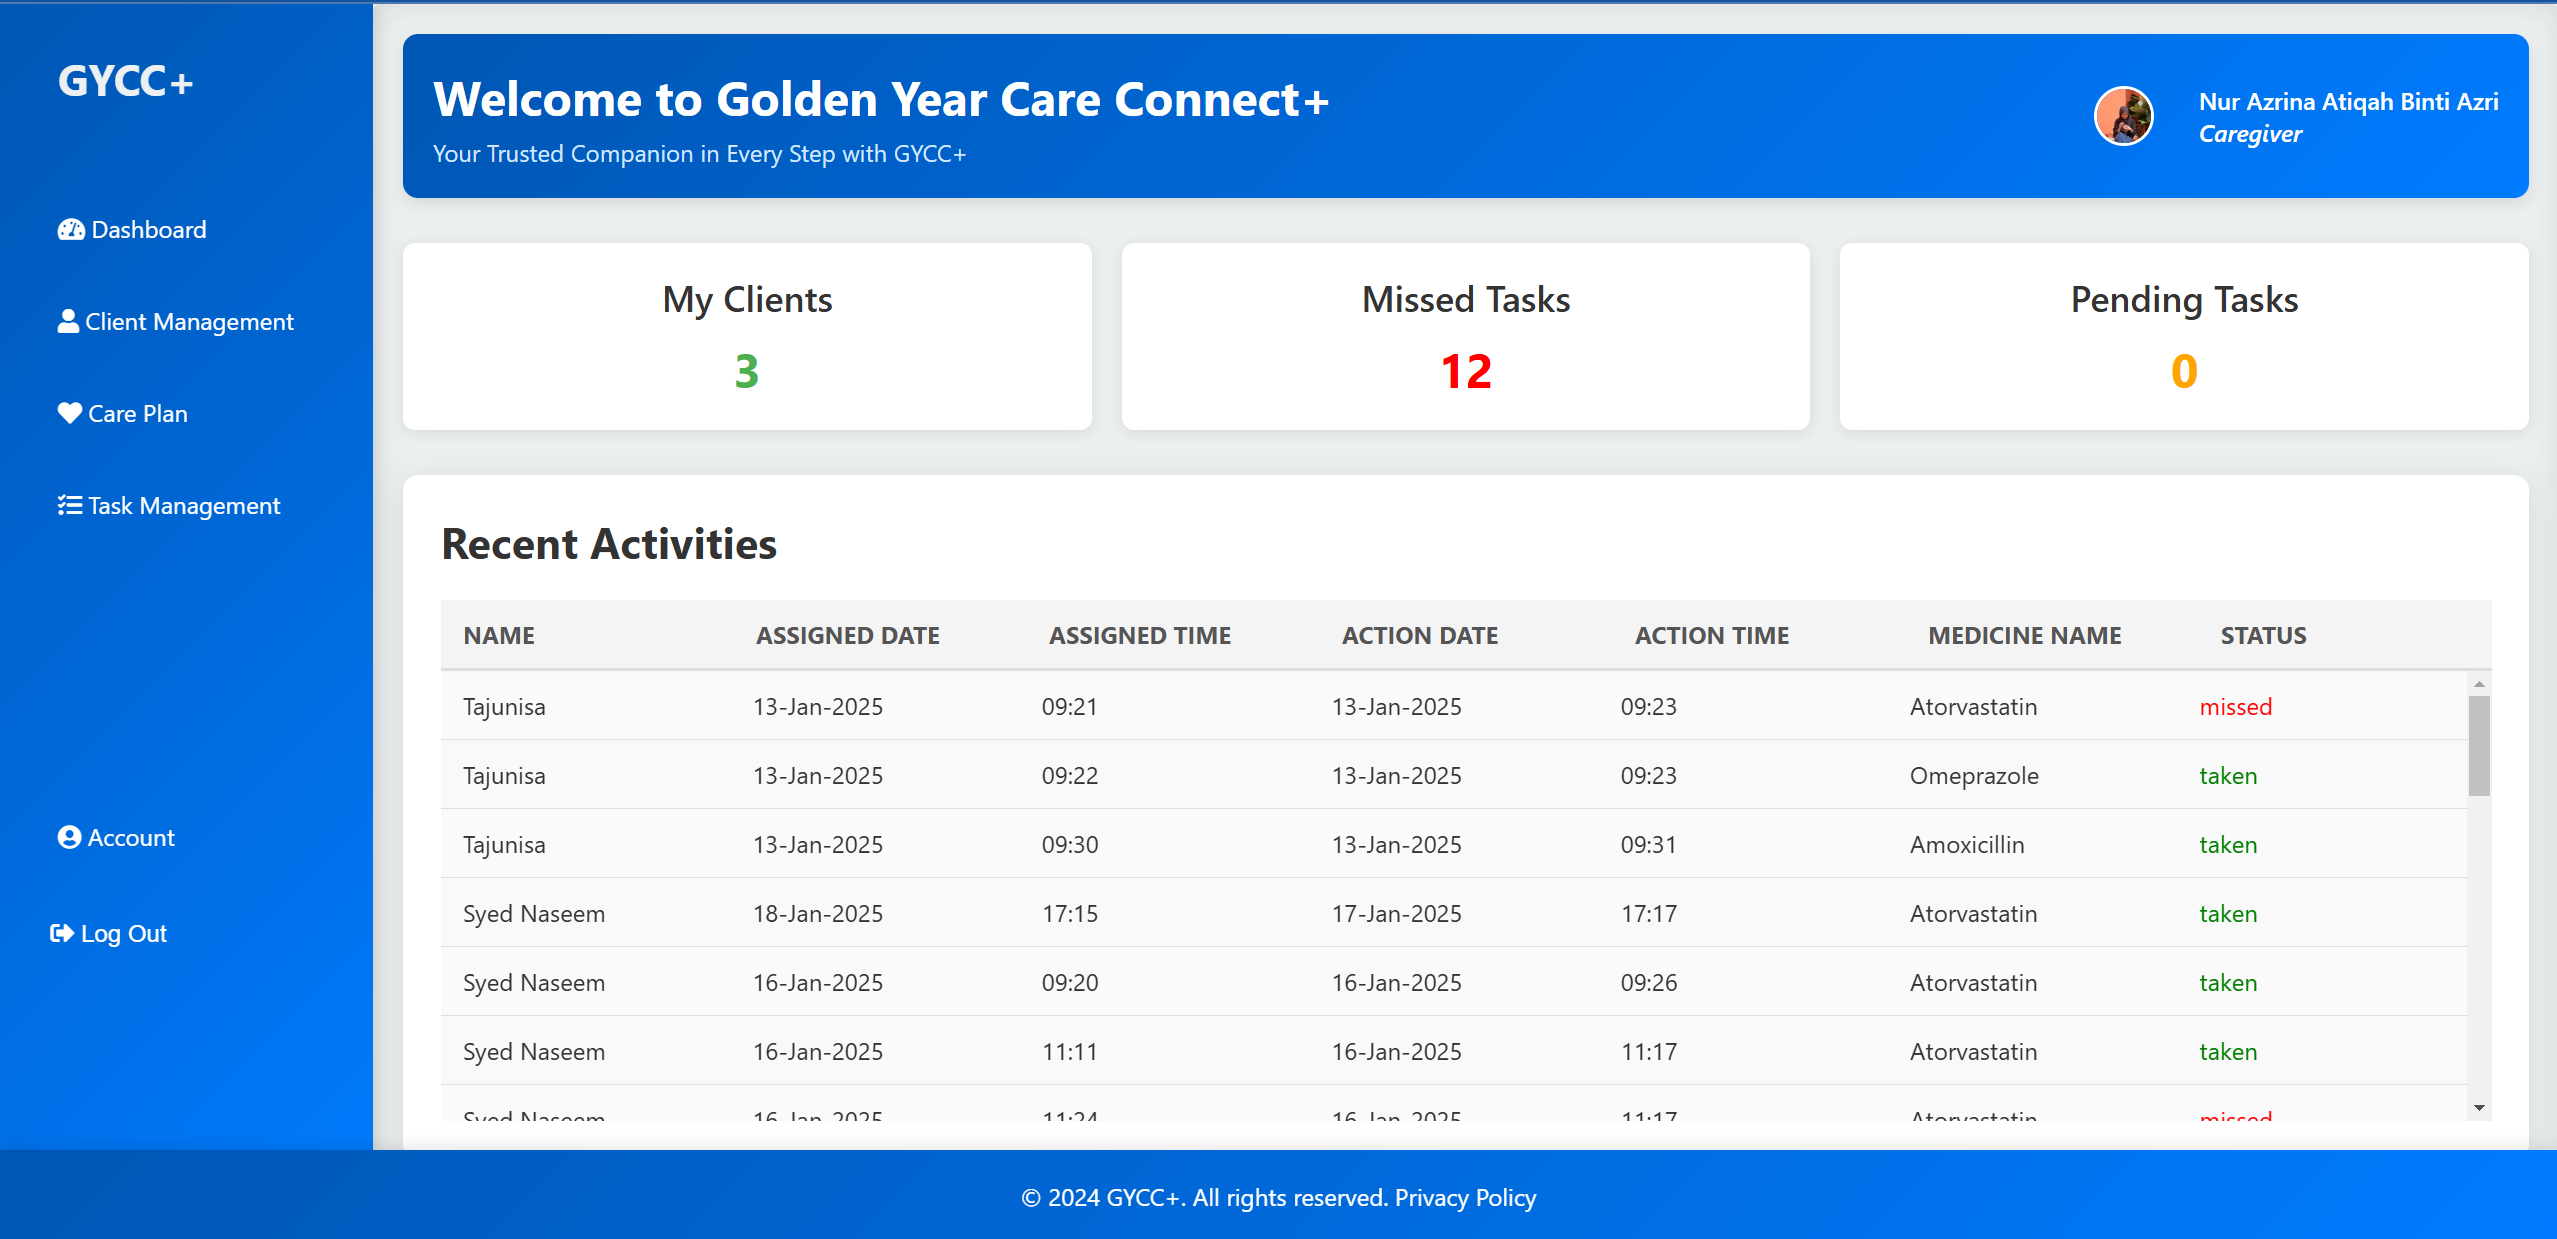 GYCC+
Dashboard
Client Management
Care Plan
Task Management
Account
Log Out
Welcome to Golden Year Care Connect+
Your Trusted Companion in Every Step with GYCC+
Nur Azrina Atiqah Binti Azri
Caregiver
My Clients
3
Missed Tasks
12
Pending Tasks
0
Recent Activities
NAME ASSIGNED DATE ASSIGNED TIME ACTION DATE ACTION TIME MEDICINE NAME STATUS
Tajunisa 13-Jan-2025 09:21 13-Jan-2025 09:23 Atorvastatin missed
Tajunisa 13-Jan-2025 09:22 13-Jan-2025 09:23 Omeprazole taken
Tajunisa 13-Jan-2025 09:30 13-Jan-2025 09:31 Amoxicillin taken
Syed Naseem 18-Jan-2025 17:15 17-Jan-2025 17:17 Atorvastatin taken
Syed Naseem 16-Jan-2025 09:20 16-Jan-2025 09:26 Atorvastatin taken
Syed Naseem 16-Jan-2025 11:11 16-Jan-2025 11:17 Atorvastatin taken
Syed Naseem 16-Jan-2025 11:24 16-Jan-2025 11:17 Atorvastatin missed
© 2024 GYCC+. All rights reserved. Privacy Policy